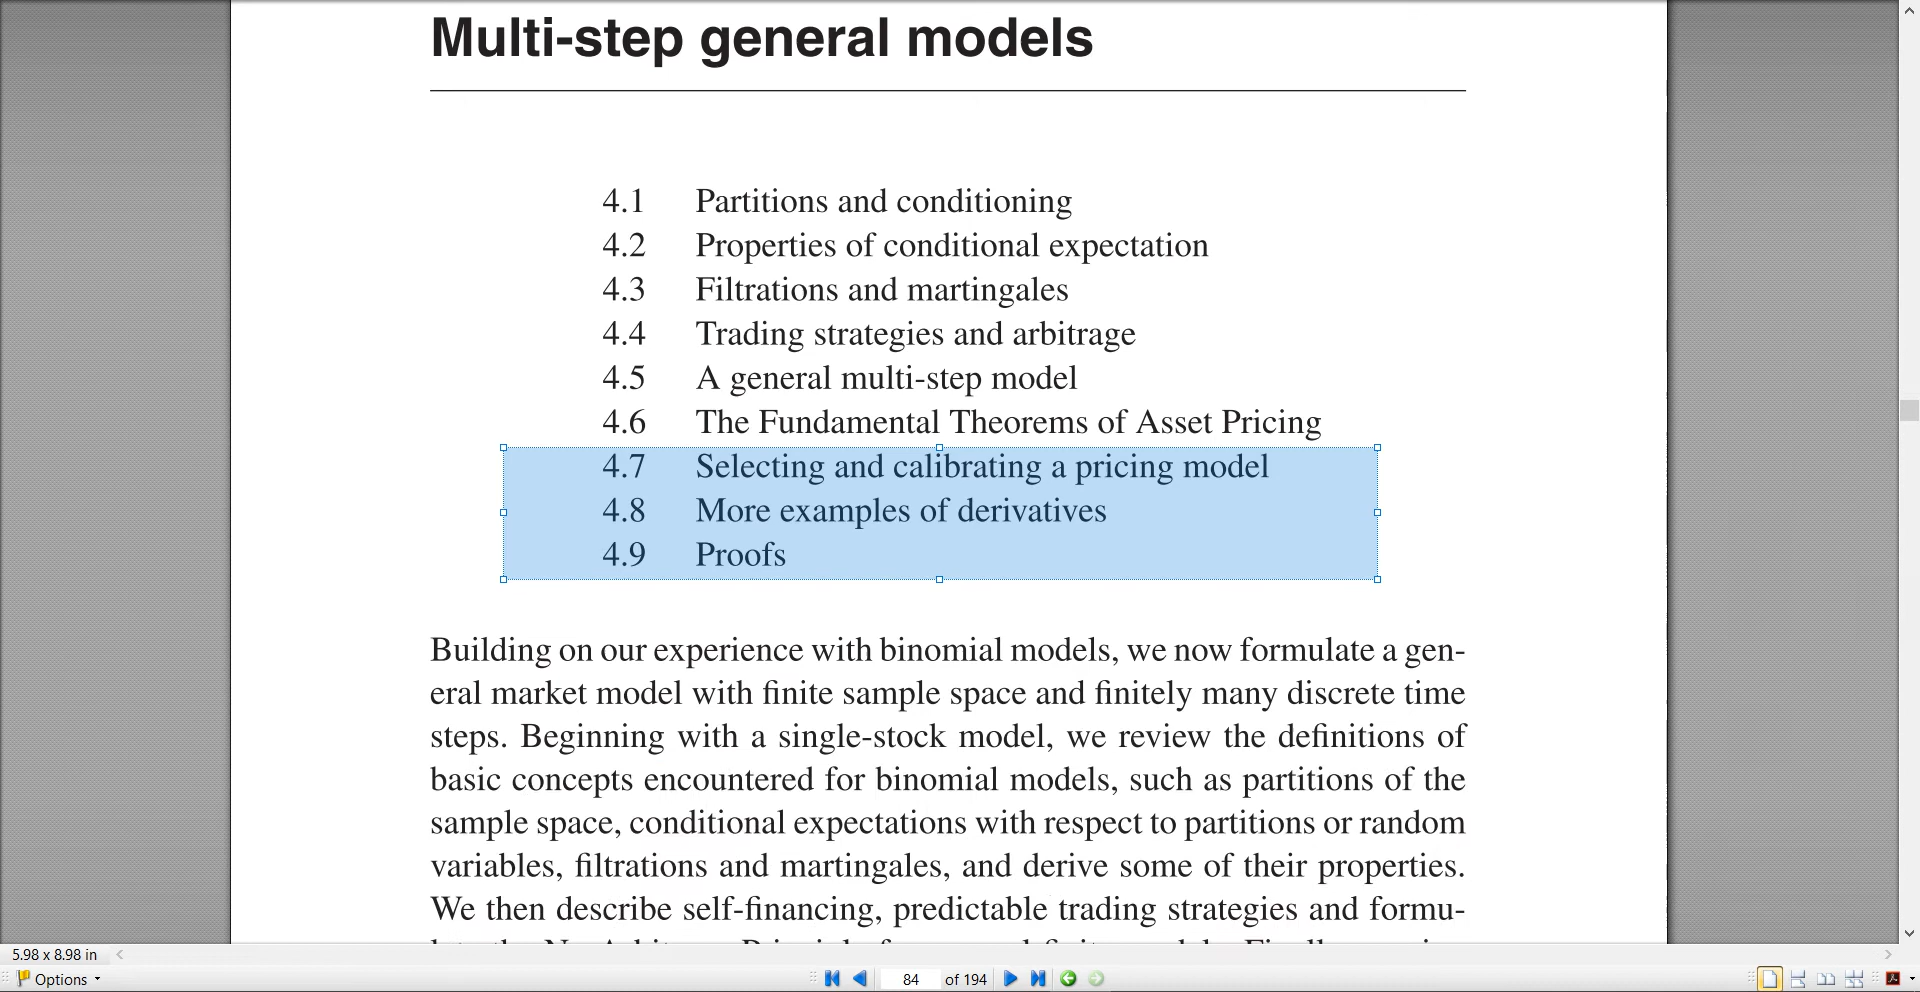 Multi-step general models
4.1 Partitions and conditioning
4.2 Properties of conditional expectation
4.3 Filtrations and martingales
4.4 Trading strategies and arbitrage
4.5 A general multi-step model
4.6 The Fundamental Theorems of Asset Pricing
4.7 Selecting and calibrating a pricing model
4.8 More examples of derivatives
4.9 Proofs
Building on our experience with binomial models, we now formulate a gen-
eral market model with finite sample space and finitely many discrete time
steps. Beginning with a single-stock model, we review the definitions of
basic concepts encountered for binomial models, such as partitions of the
sample space, conditional expectations with respect to partitions or random
variables, filtrations and martingales, and derive some of their properties.
We then describe self-financing, predictable trading strategies and formu-
5.98 x 8.98 in
Options 84 of 194